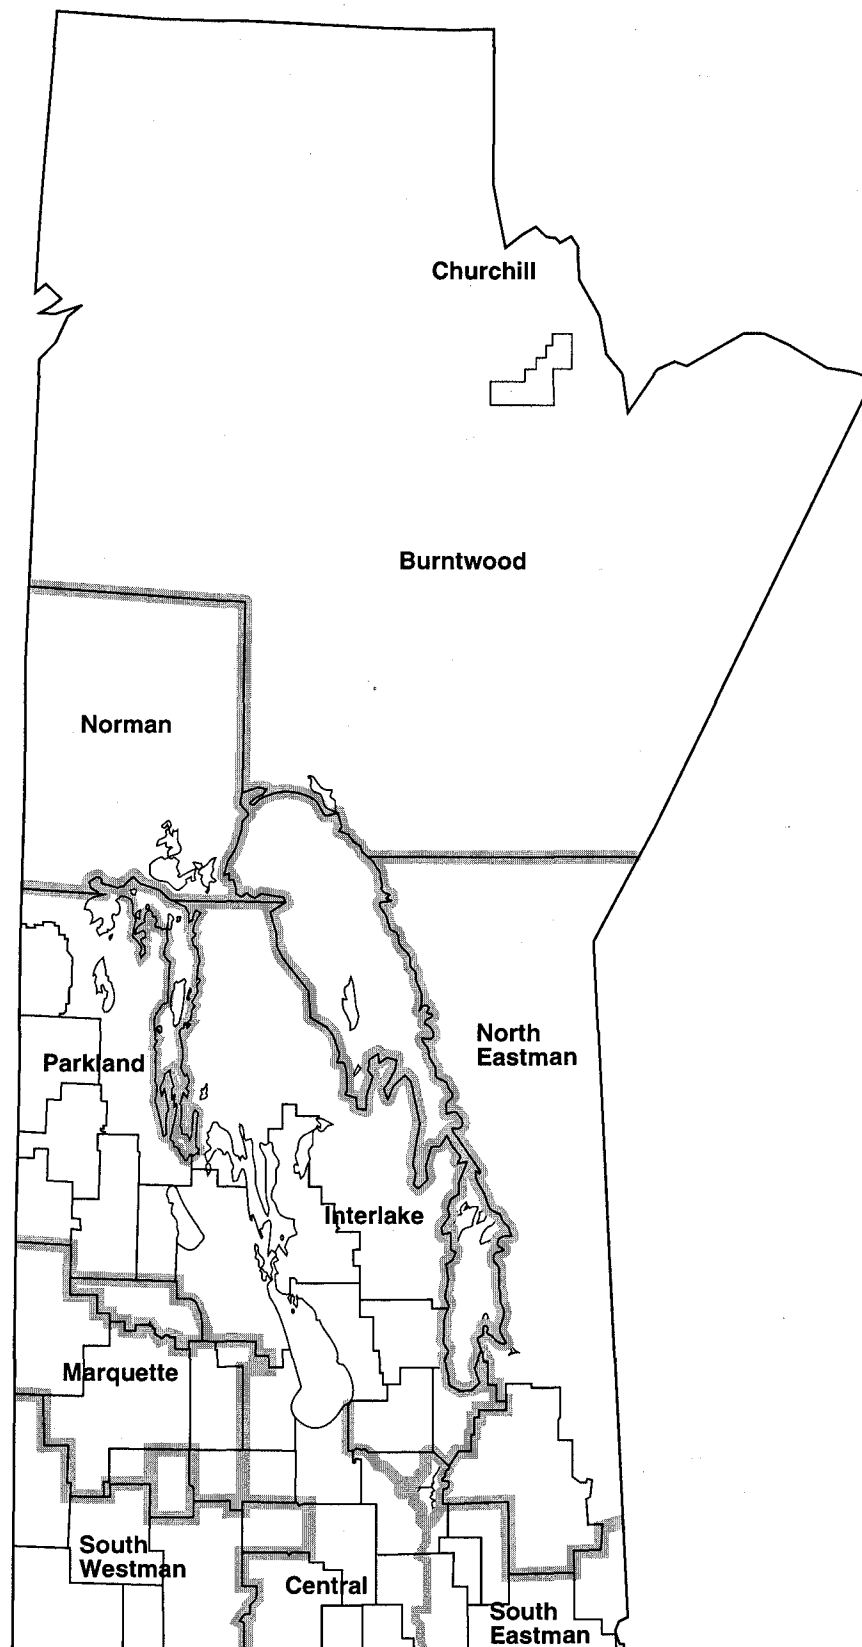 Churchill
Burntwood
Norman
North
Eastman
Parkland
Interlake
Marquette
South
Westman
Central
South
Eastman